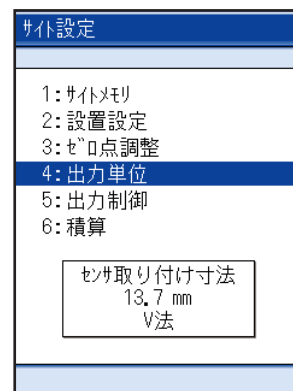 ｻｲﾄ設定
1:ｻｲﾄﾒﾓﾘ
2:設置設定
3:ｾﾞﾛ点調整
4:出力単位
5:出力制御
6:積算
ｾﾝｻ取り付け寸法
13.7 mm
V法